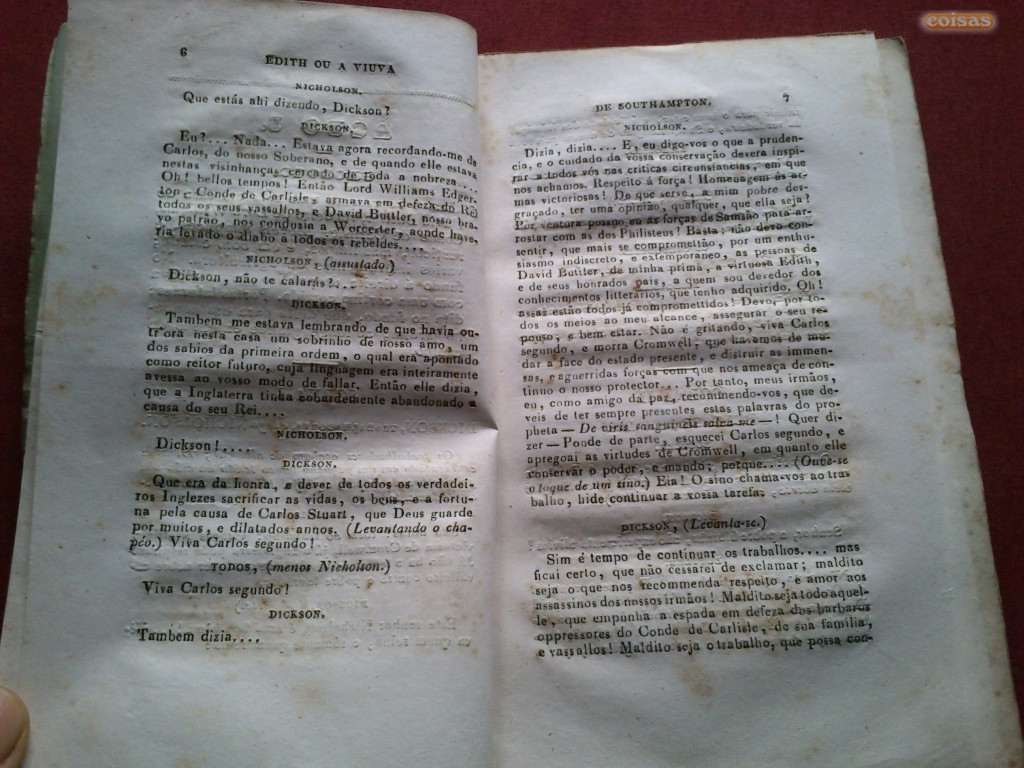 coisas
6
EDITH OU A VIUVA
NICHOLSON.
Que estás ahi dizendo, Dickson?
DICKSON.
Eu?.... Nada... Estava agora recordando-me de
Carlos, do nosso Soberano, e de quando elle estava
nestas visinhanças cercado de toda a nobreza....
Oh! bellos tempos! Então Lord Williams Edger-
ton, Conde de Carlisle, armava em defeza do Rei
todos os seus vassallos, e David Buttler, nosso bra-
vo patrão, nos conduzia a Worcester, aonde have-
ria levado o diabo a todos os rebeldes....
NICHOLSON, (assustado.)
Dickson, não te calarás?...
DICKSON.
Tambem me estava lembrando de que havia ou-
tr'ora nesta casa um sobrinho de nosso amo, um
dos sabios da primeira ordem, o qual era apontado
como reitor futuro, cuja linguagem era inteiramente
avessa ao vosso modo de fallar. Então elle dizia,
que a Inglaterra tinha cobardemente abandonado a
causa do seu Rei....
NICHOLSON.
Dickson!....
DICKSON.
Que era da honra, e dever de todos os verdadei-
ros Inglezes sacrificar as vidas, os bens, e a fortu-
na pela causa de Carlos Stuart, que Deus guarde
por muitos, e dilatados annos. (Levantando o cha-
péo.) Viva Carlos segundo!
TODOS, (menos Nicholson.)
Viva Carlos segundo!
DICKSON.
Tambem dizia....
DE SOUTHAMPTON.
7
NICHOLSON.
Dizia, dizia.... E, eu digo-vos o que a pruden-
cia, e o cuidado da vossa conservação devera inspi-
rar a todos vós nas criticas circunstancias, em que
nos achamos. Respeito á força! Homenagem ás ar-
mas victoriosas! De que serve, a mim pobre des-
graçado, ter uma opinião, qualquer, que ella seja?
Por ventura posso eu ás forças de Samsão para ar-
rostar com as dos Philisteus! Basta; não devo con-
sentir, que mais se compromettão, por um enthu-
siasmo indiscreto, e extemporaneo, as pessoas de
David Buttler, de minha prima, a virtuosa Edith,
e de seus honrados pais, a quem sou devedor dos
conhecimentos litterarios, que tenho adquirido. Oh!
assaz estão todos já compromettidos! Devo, por to-
dos os meios ao meu alcance, assegurar o seu re-
pouso, e bem estar. Não é gritando, viva Carlos
segundo, e morra Cromwell, que havemos de mu-
dar a face do estado presente, e distruir as immen-
sas, e aguerridas forças com que nos ameaça de con-
tinuo o nosso protector... Por tanto, meus irmãos,
eu, como amigo da paz, recommendo-vos, que de-
veis de ter sempre presentes estas palavras do pro-
pheta — De viris sanguineis salva me —! Quer di-
zer — Ponde de parte, esquecei Carlos segundo, e
apregoai as virtudes de Cromwell, em quanto elle
conservar o poder, e mando; porque.... (Ouve-se
o toque de um sino.) Eia! O sino chama-vos ao tra-
balho, hide continuar a vossa tarefa.
DICKSON, (Levanta-se.)
Sim é tempo de continuar os trabalhos.... mas
ficai certo, que não cessarei de exclamar; maldito
seja o que nos recommenda respeito, e amor aos
assassinos dos nossos irmãos! Maldito seja todo aquel-
le, que empunha a espada em defeza dos barbaros
oppressores do Conde de Carlisle, de sua familia,
e vassallos! Maldito seja o trabalho, que possa con-